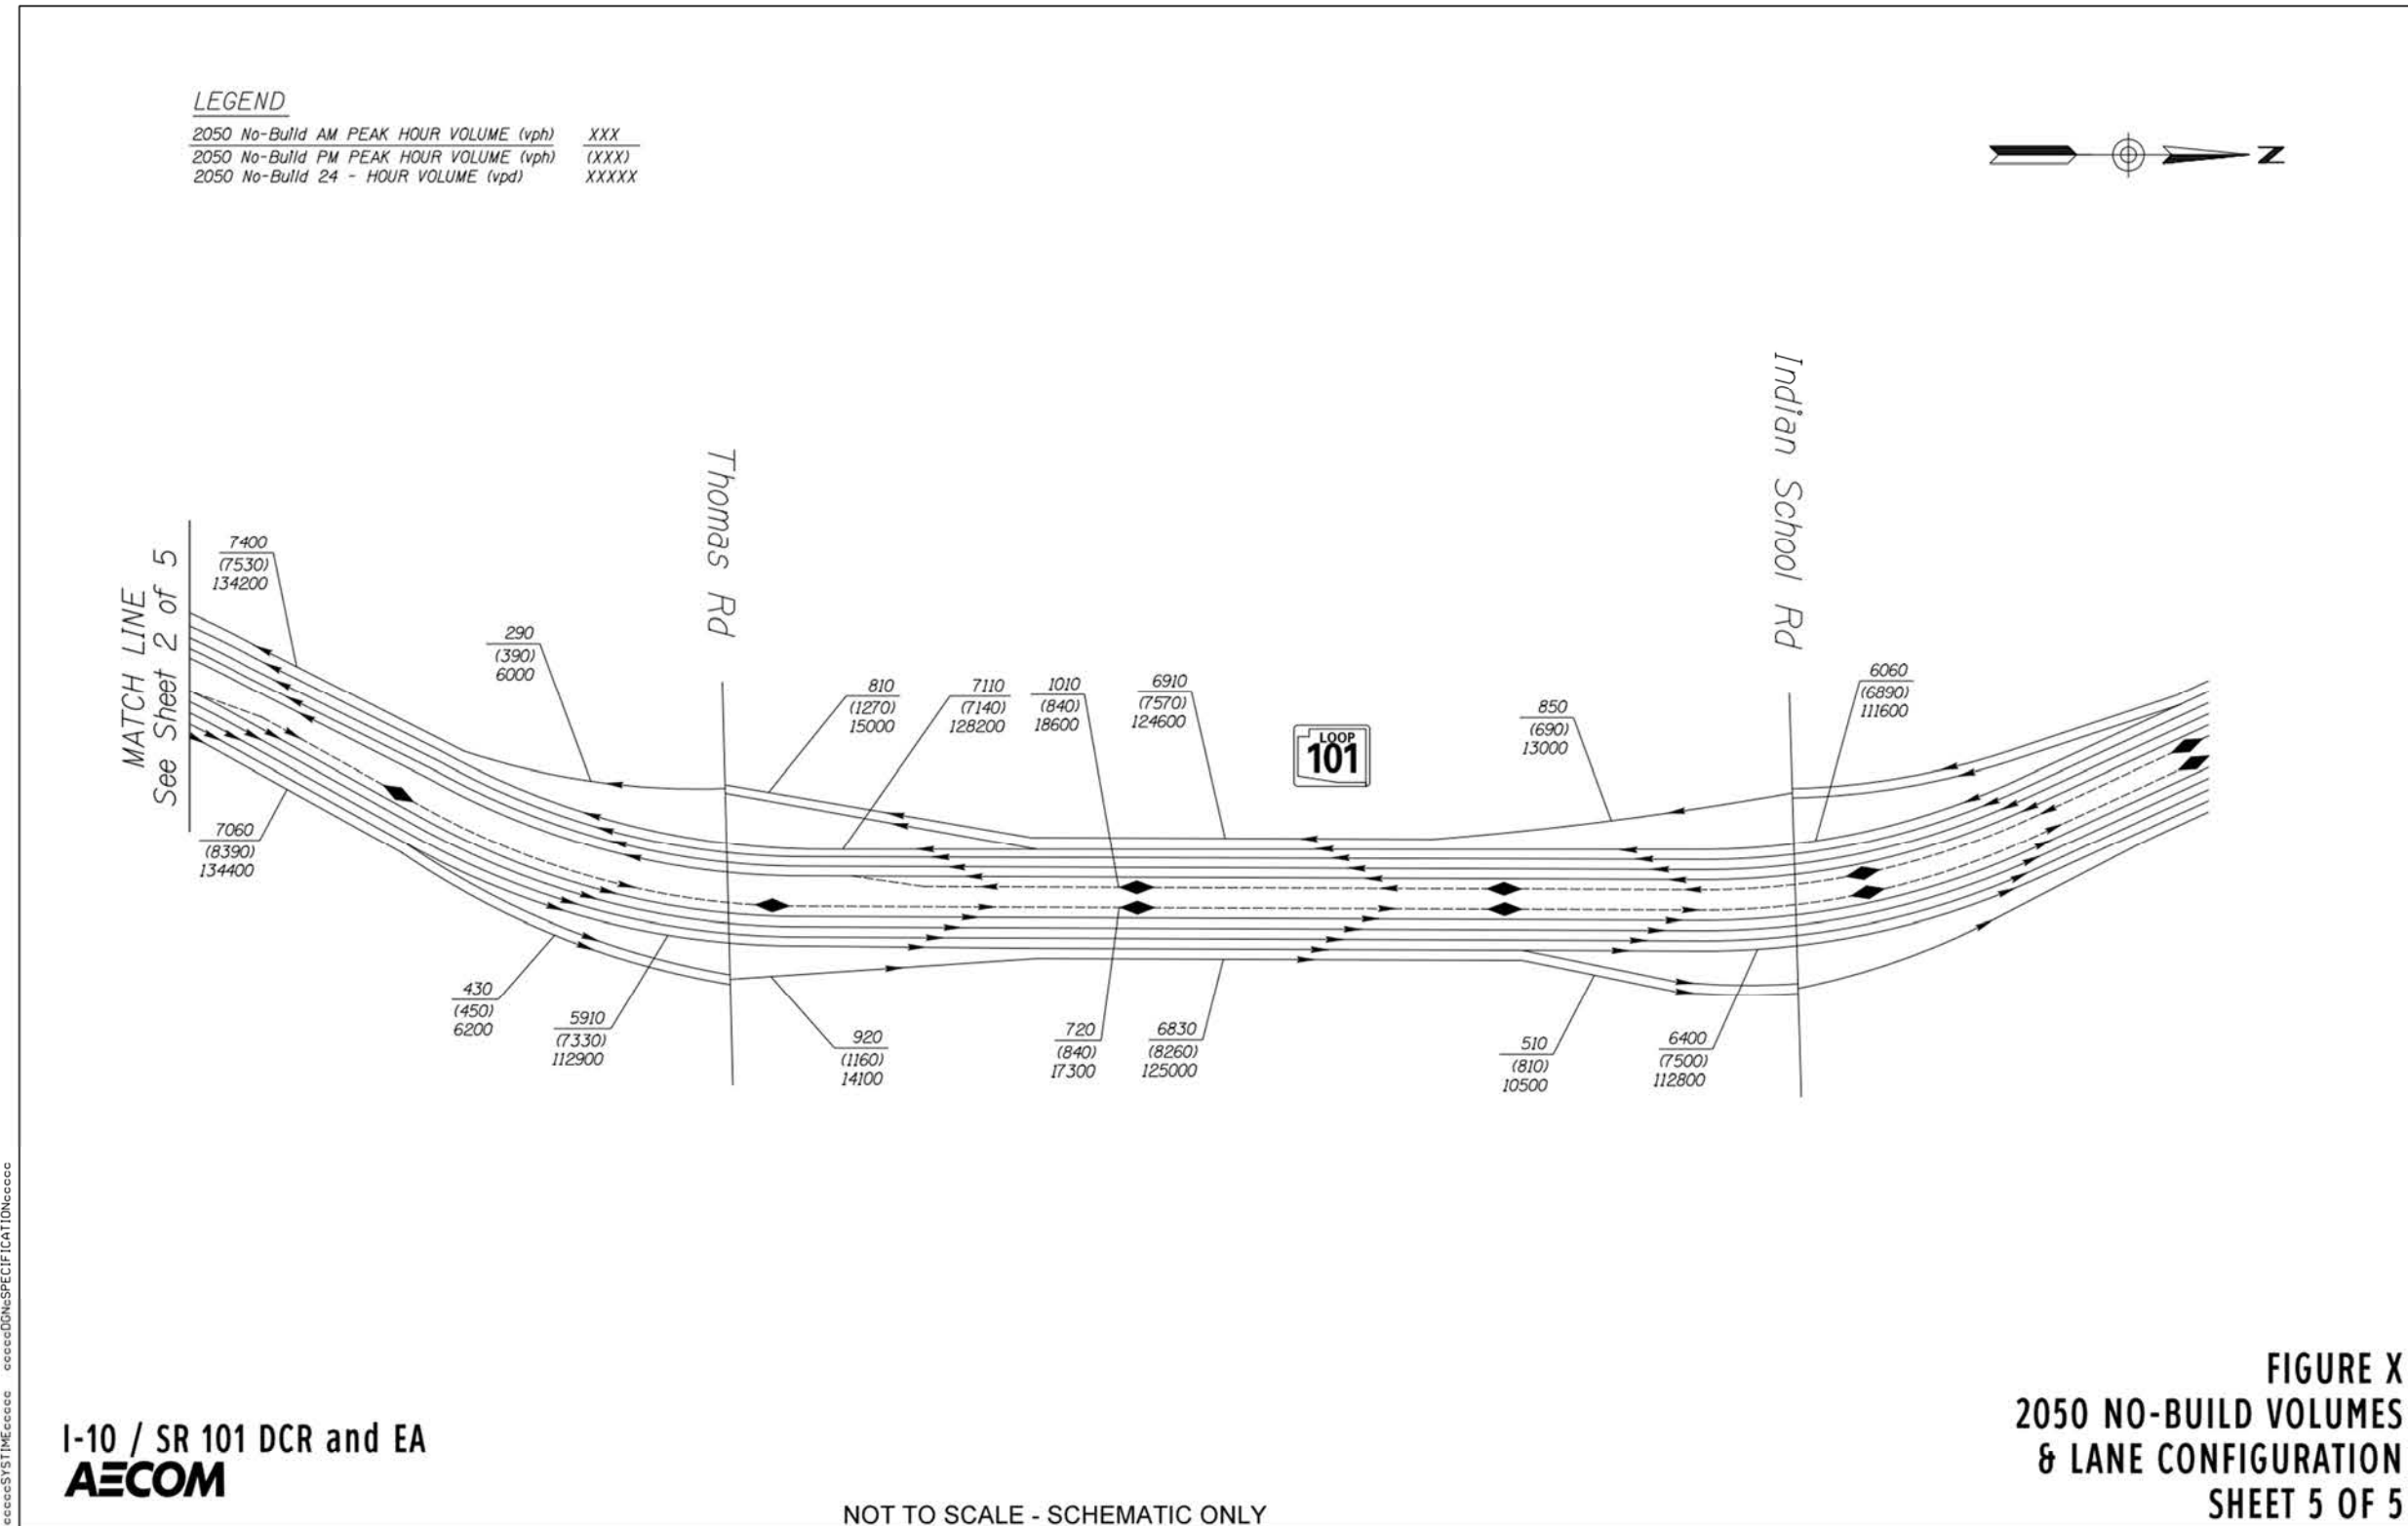 LEGEND
2050 No-Build AM PEAK HOUR VOLUME (vph) XXX
2050 No-Build PM PEAK HOUR VOLUME (vph) (XXX)
2050 No-Build 24 - HOUR VOLUME (vpd) XXXXX
N
Indian School Rd
Thomas Rd
MATCH LINE
See Sheet 2 of 5
7400
(7530)
134200
290
(390)
6000
810
(1270)
15000
7110
(7140)
128200
1010
(840)
18600
6910
(7570)
124600
LOOP
101
850
(690)
13000
6060
(6890)
111600
7060
(8390)
134400
430
(450)
6200
5910
(7330)
112900
920
(1160)
14100
720
(840)
17300
6830
(8260)
125000
510
(810)
10500
6400
(7500)
112800
I-10 / SR 101 DCR and EA
AECOM
NOT TO SCALE - SCHEMATIC ONLY
FIGURE X
2050 NO-BUILD VOLUMES
& LANE CONFIGURATION
SHEET 5 OF 5